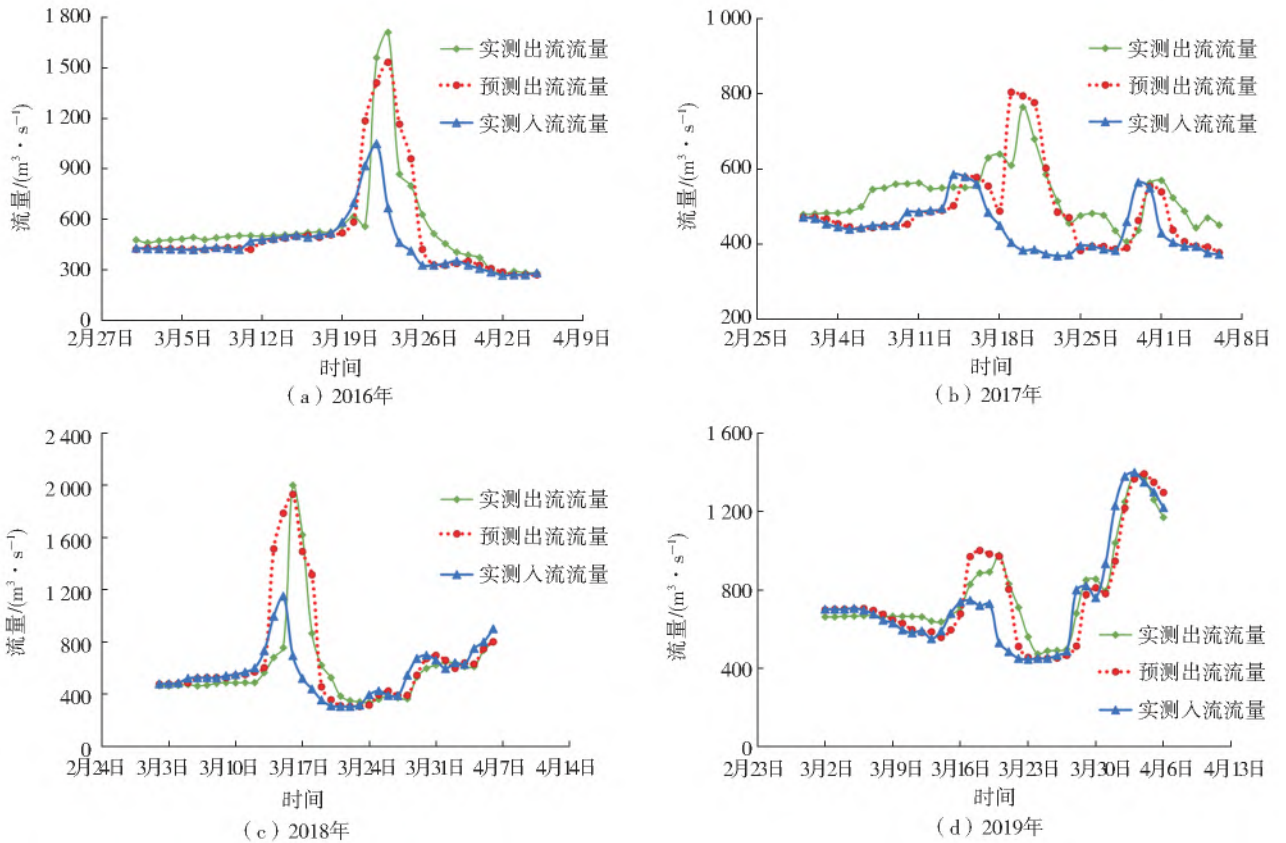 流量/(m³·s⁻¹)
1 800
1 500
1 200
900
600
300
0
实测出流流量
预测出流流量
实测入流流量
2月27日 3月5日 3月12日 3月19日 3月26日 4月2日 4月9日
时间
(a)2016年
流量/(m³·s⁻¹)
1 000
800
600
400
200
实测出流流量
预测出流流量
实测入流流量
2月25日 3月4日 3月11日 3月18日 3月25日 4月1日 4月8日
时间
(b)2017年
流量/(m³·s⁻¹)
2 400
2 000
1 600
1 200
800
400
0
实测出流流量
预测出流流量
实测入流流量
2月24日 3月3日 3月10日 3月17日 3月24日 3月31日 4月7日 4月14日
时间
(c)2018年
流量/(m³·s⁻¹)
1 600
1 200
800
400
0
实测出流流量
预测出流流量
实测入流流量
2月23日 3月2日 3月9日 3月16日 3月23日 3月30日 4月6日 4月13日
时间
(d)2019年